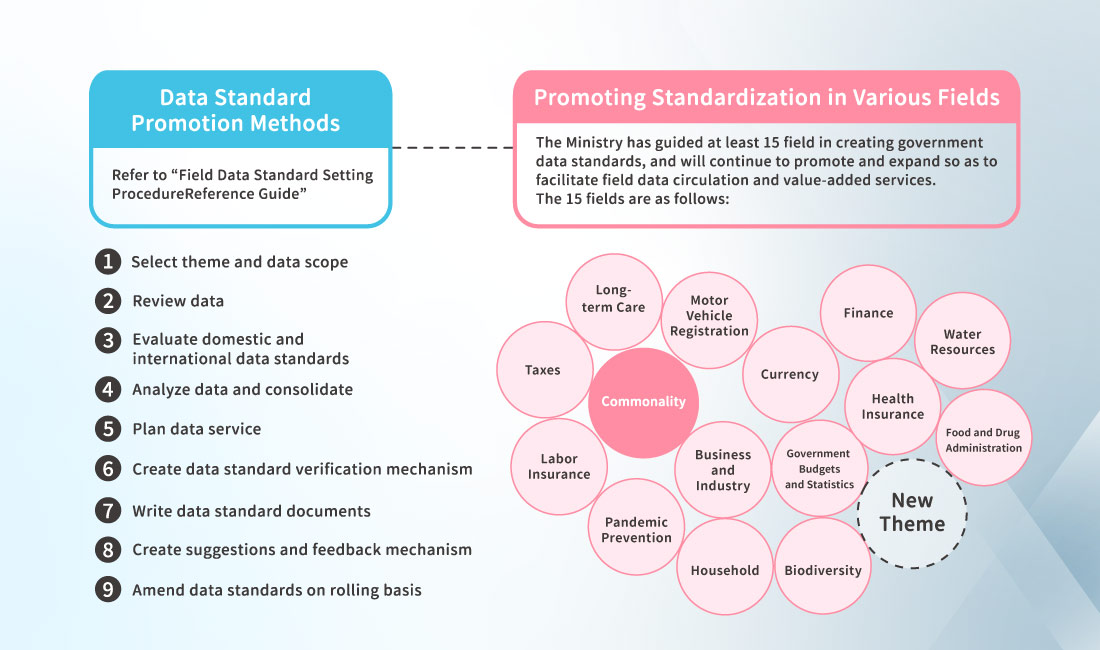 Data Standard
Promotion Methods
Refer to “Field Data Standard Setting
ProcedureReference Guide”
1 Select theme and data scope
2 Review data
3 Evaluate domestic and
international data standards
4 Analyze data and consolidate
5 Plan data service
6 Create data standard verification mechanism
7 Write data standard documents
8 Create suggestions and feedback mechanism
9 Amend data standards on rolling basis
Promoting Standardization in Various Fields
The Ministry has guided at least 15 field in creating government
data standards, and will continue to promote and expand so as to
facilitate field data circulation and value-added services.
The 15 fields are as follows:
Long-
term Care
Motor
Vehicle
Registration
Finance
Water
Resources
Taxes
Commonality
Currency
Health
Insurance
Food and Drug
Administration
Labor
Insurance
Business
and
Industry
Government
Budgets
and Statistics
New
Theme
Pandemic
Prevention
Household
Biodiversity